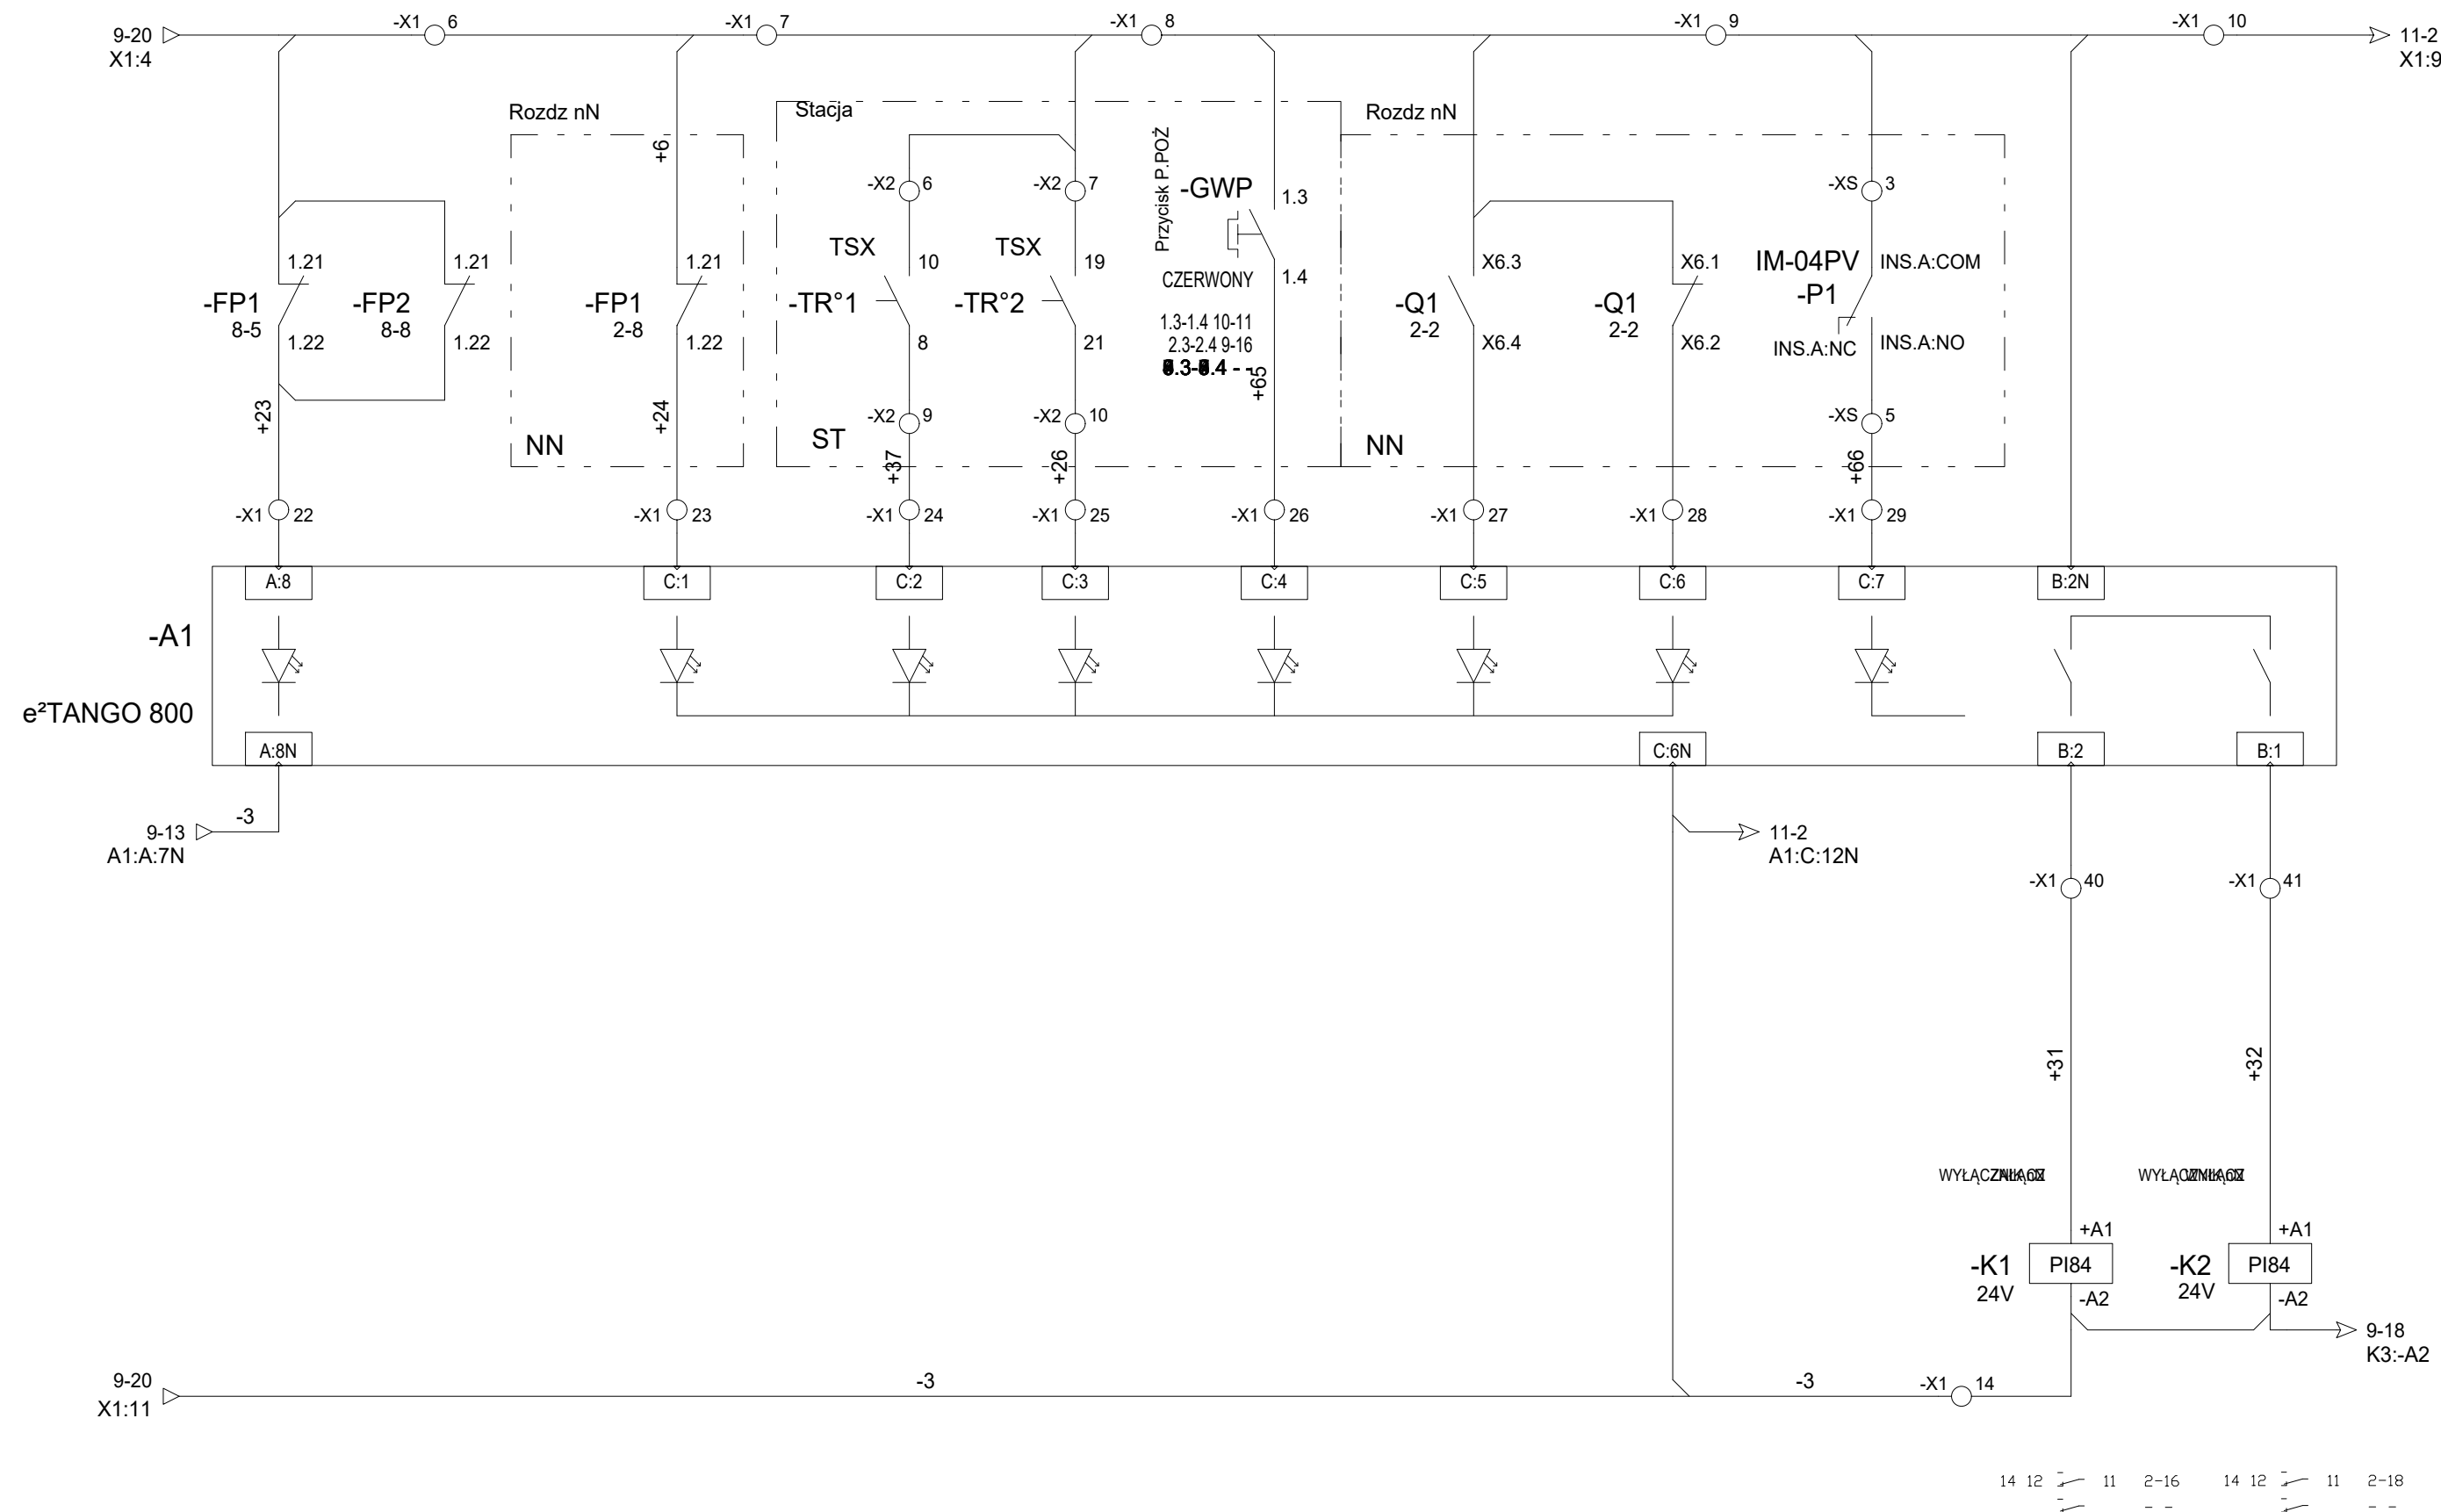 -X1 6
-X1 7
-X1 8
-X1 9
-X1 10
9-20
X1:4
11-2
X1:9
Rozdz nN
Stacja
Rozdz nN
+6
Przycisk P.POŻ
-X2 6
-X2 7
-GWP
1.3
-XS 3
TSX
TSX
1.21
1.21
1.21
10
19
CZERWONY
1.4
X6.3
X6.1
IM-04PV
INS.A:COM
-FP1
8-5
-FP2
8-8
-FP1
2-8
-TR°1
-TR°2
-Q1
2-2
-Q1
2-2
-P1
1.3-1.4 10-11
2.3-2.4 9-16
1.22
1.22
1.22
8
21
X6.4
X6.2
INS.A:NC
INS.A:NO
+65
+23
+24
-X2 9
-X2 10
-XS 5
NN
ST
NN
+37
+26
+66
-X1 22
-X1 23
-X1 24
-X1 25
-X1 26
-X1 27
-X1 28
-X1 29
A:8
C:1
C:2
C:3
C:4
C:5
C:6
C:7
B:2N
-A1
e²TANGO 800
A:8N
C:6N
B:2
B:1
-3
9-13
A1:A:7N
11-2
A1:C:12N
-X1 40
-X1 41
+31
+32
+A1
+A1
-K1
24V
PI84
-K2
24V
PI84
-A2
-A2
9-18
K3:-A2
9-20
X1:11
-3
-3
-X1 14
14 12 11 2-16
14 12 11 2-18
- -
- -